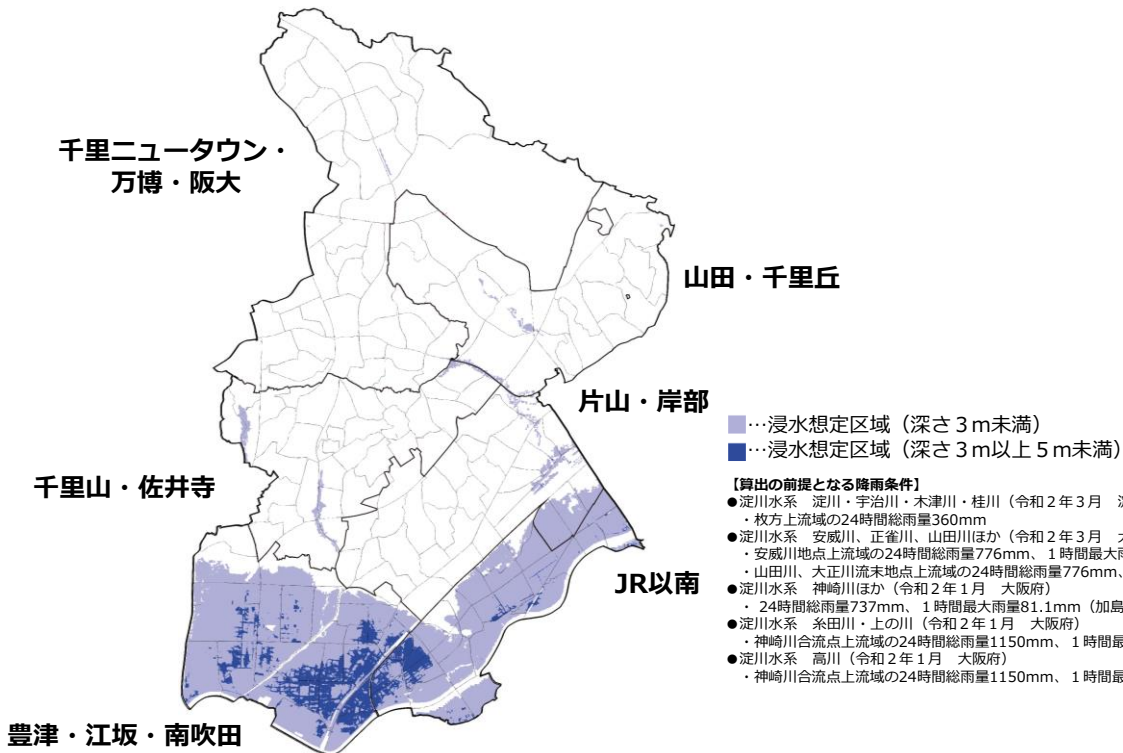 千里ニュータウン・
万博・阪大
山田・千里丘
片山・岸部
千里山・佐井寺
JR以南
豊津・江坂・南吹田
…浸水想定区域（深さ３ｍ未満）
…浸水想定区域（深さ３ｍ以上５ｍ未満）
【算出の前提となる降雨条件】
●淀川水系　淀川・宇治川・木津川・桂川（令和２年３月
・枚方上流域の24時間総雨量360mm
●淀川水系　安威川、正雀川、山田川ほか（令和２年３月
・安威川地点上流域の24時間総雨量776mm、１時間最大雨
・山田川、大正川流末地点上流域の24時間総雨量776mm、
●淀川水系　神崎川ほか（令和２年１月　大阪府）
・ 24時間総雨量737mm、１時間最大雨量81.1mm（加島
●淀川水系　糸田川・上の川（令和２年１月　大阪府）
・神崎川合流点上流域の24時間総雨量1150mm、１時間最
●淀川水系　高川（令和２年１月　大阪府）
・神崎川合流点上流域の24時間総雨量1150mm、１時間最